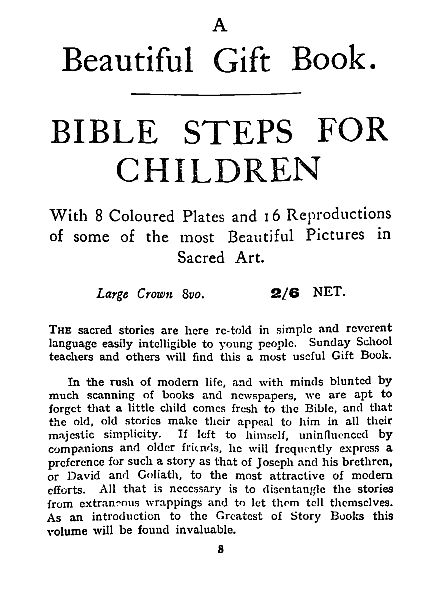 A
Beautiful Gift Book.
BIBLE STEPS FOR
CHILDREN
With 8 Coloured Plates and 16 Reproductions
of some of the most Beautiful Pictures in
Sacred Art.
Large Crown 8vo. 2/6 NET.
THE sacred stories are here re-told in simple and reverent
language easily intelligible to young people. Sunday School
teachers and others will find this a most useful Gift Book.
In the rush of modern life, and with minds blunted by
much scanning of books and newspapers, we are apt to
forget that a little child comes fresh to the Bible, and that
the old, old stories make their appeal to him in all their
majestic simplicity. If left to himself, uninfluenced by
companions and older friends, he will frequently express a
preference for such a story as that of Joseph and his brethren,
or David and Goliath, to the most attractive of modern
efforts. All that is necessary is to disentangle the stories
from extraneous wrappings and to let them tell themselves.
As an introduction to the Greatest of Story Books this
volume will be found invaluable.
8